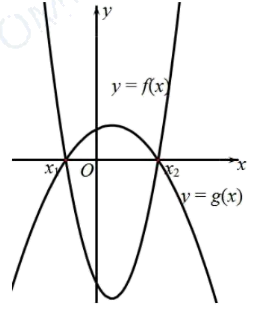 y
y = f(x)
x₁ O x₂ x
y = g(x)